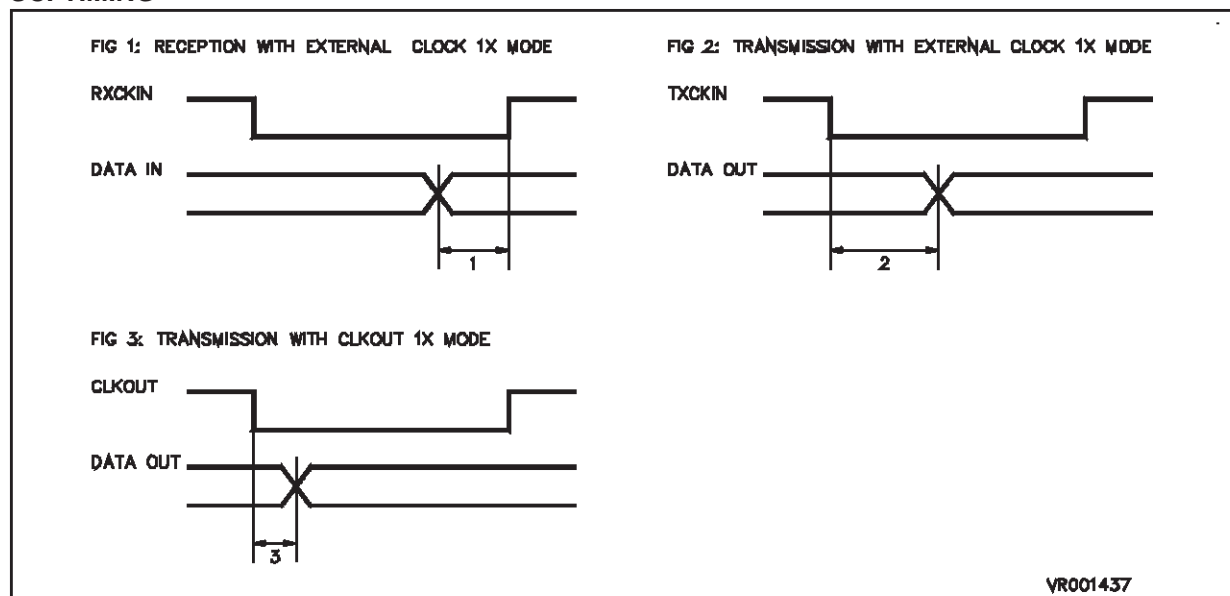 FIG 1: RECEPTION WITH EXTERNAL CLOCK 1X MODE
RXCKIN
DATA IN
1
FIG 2: TRANSMISSION WITH EXTERNAL CLOCK 1X MODE
TXCKIN
DATA OUT
2
FIG 3: TRANSMISSION WITH CLKOUT 1X MODE
CLKOUT
DATA OUT
3
VR001437